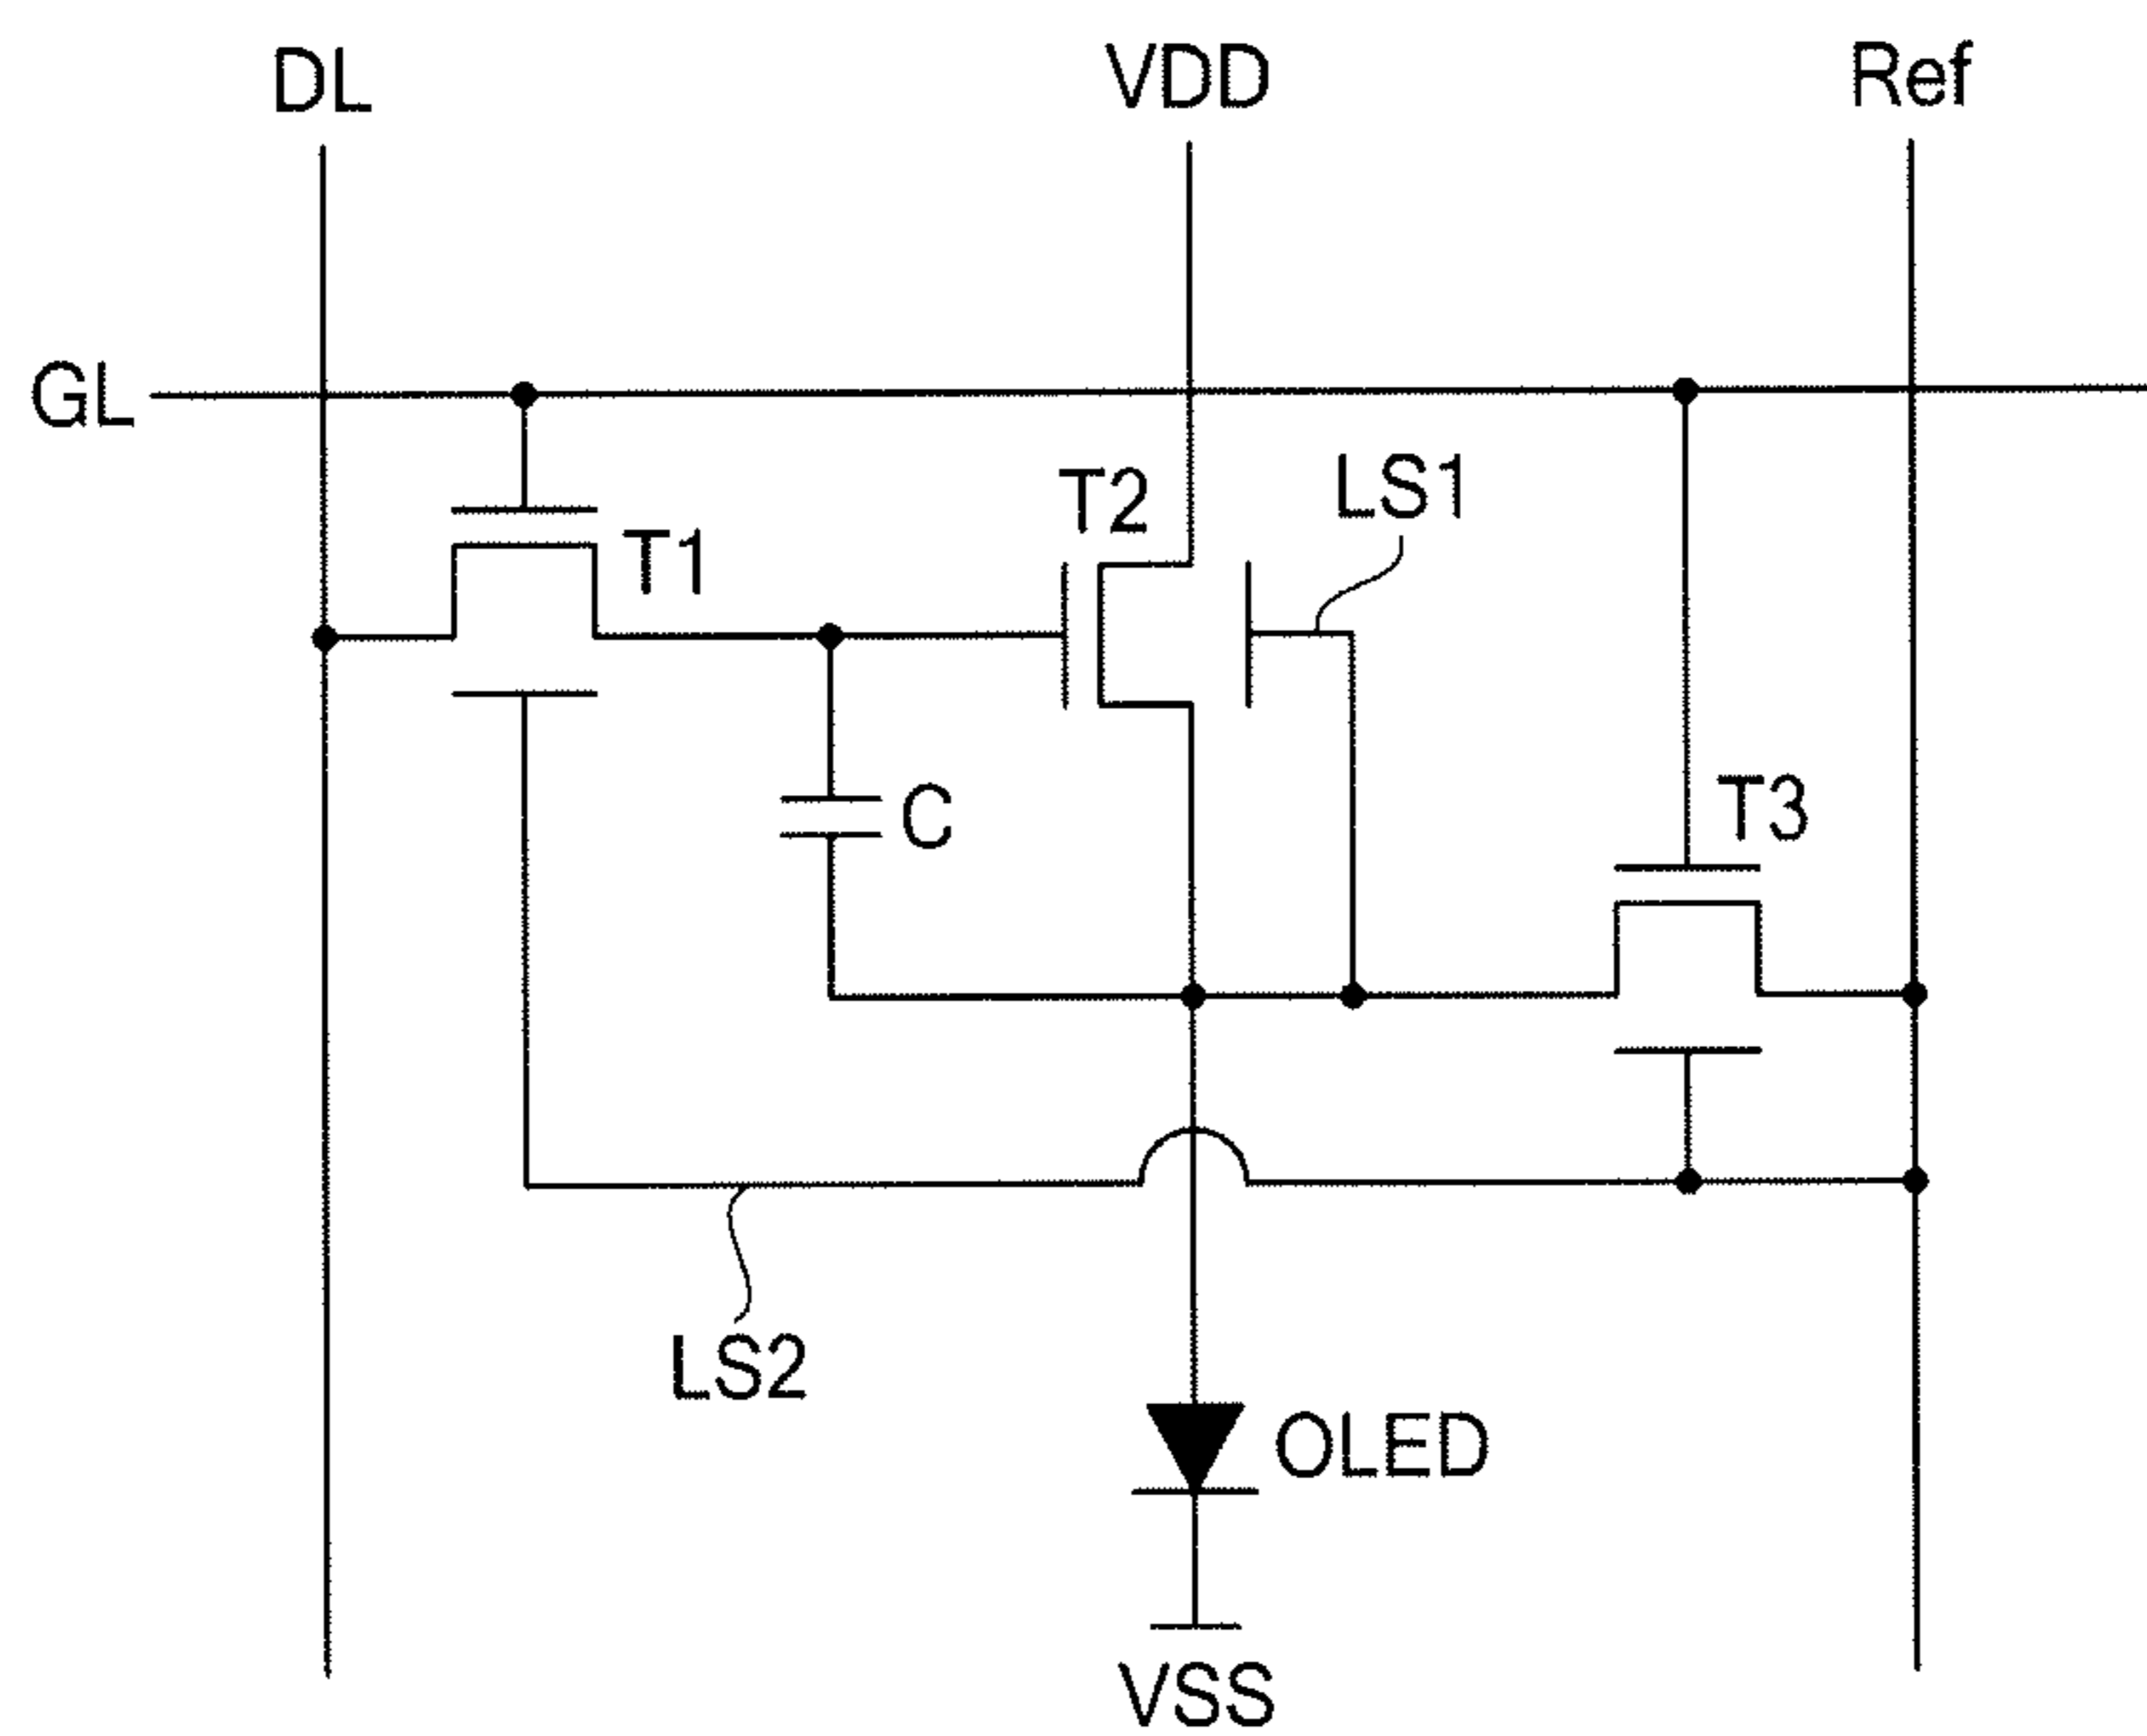 DL
VDD
Ref
GL
T1
T2
LS1
C
T3
LS2
OLED
VSS